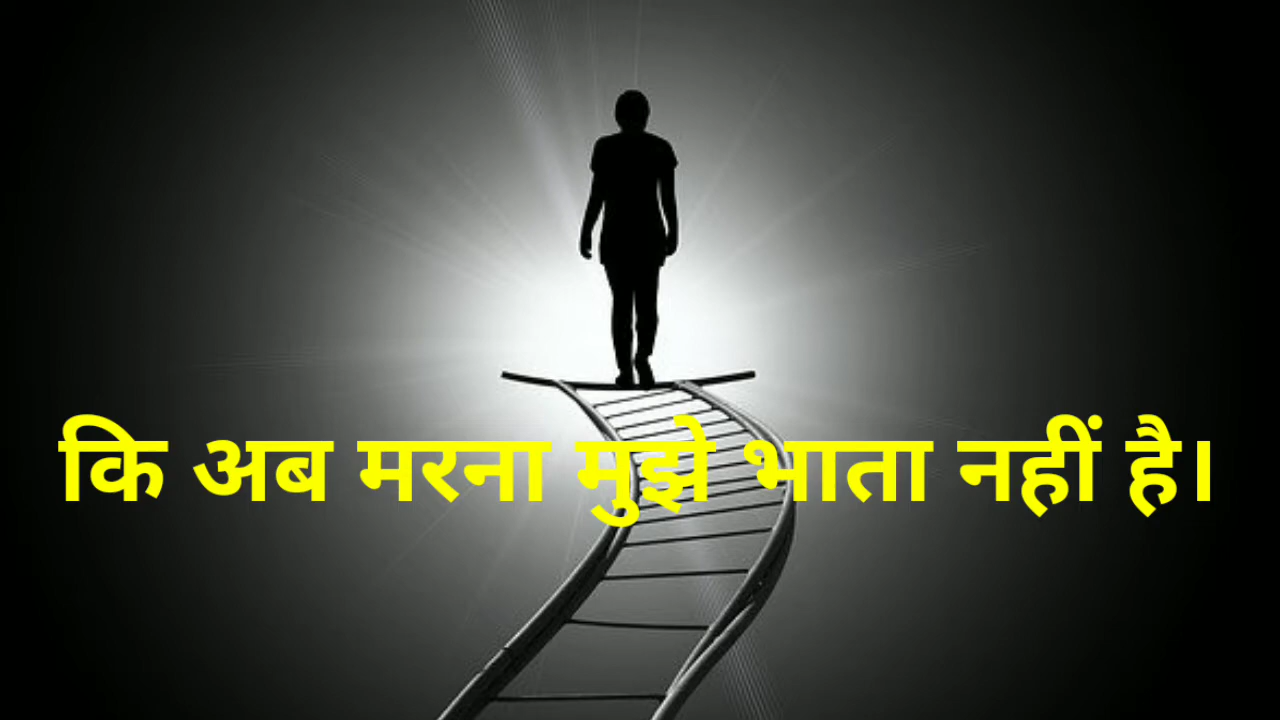 कि अब मरना मुझे भाता नहीं है।